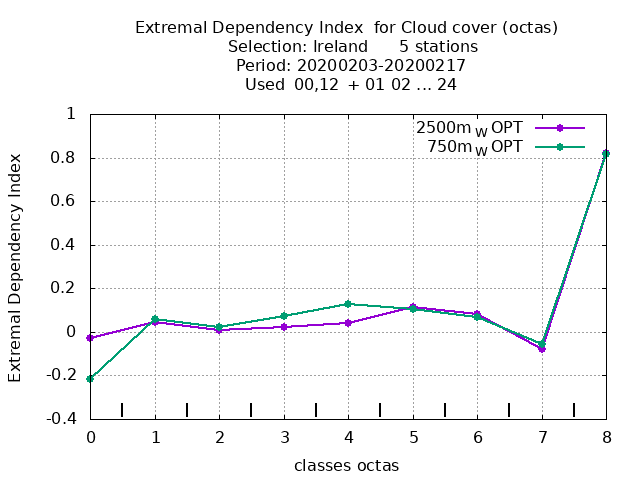 Extremal Dependency Index  for Cloud cover (octas)
Selection: Ireland      5 stations
Period: 20200203-20200217
Used  00,12  + 01 02 ... 24
2500m W OPT
750m W OPT
1
0.8
0.6
0.4
0.2
0
-0.2
-0.4
Extremal Dependency Index
0 1 2 3 4 5 6 7 8
classes octas